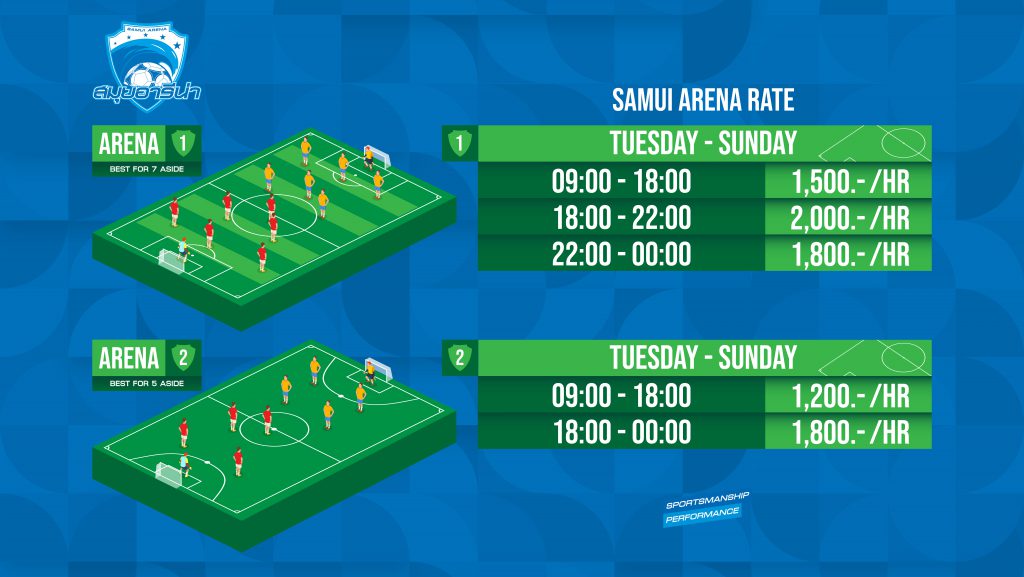 SAMUI ARENA
สมุยอารีน่า
SAMUI ARENA RATE
ARENA 1
BEST FOR 7 ASIDE
1 TUESDAY - SUNDAY
09:00 - 18:00 1,500.- /HR
18:00 - 22:00 2,000.- /HR
22:00 - 00:00 1,800.- /HR
ARENA 2
BEST FOR 5 ASIDE
2 TUESDAY - SUNDAY
09:00 - 18:00 1,200.- /HR
18:00 - 00:00 1,800.- /HR
SPORTSMANSHIP
PERFORMANCE